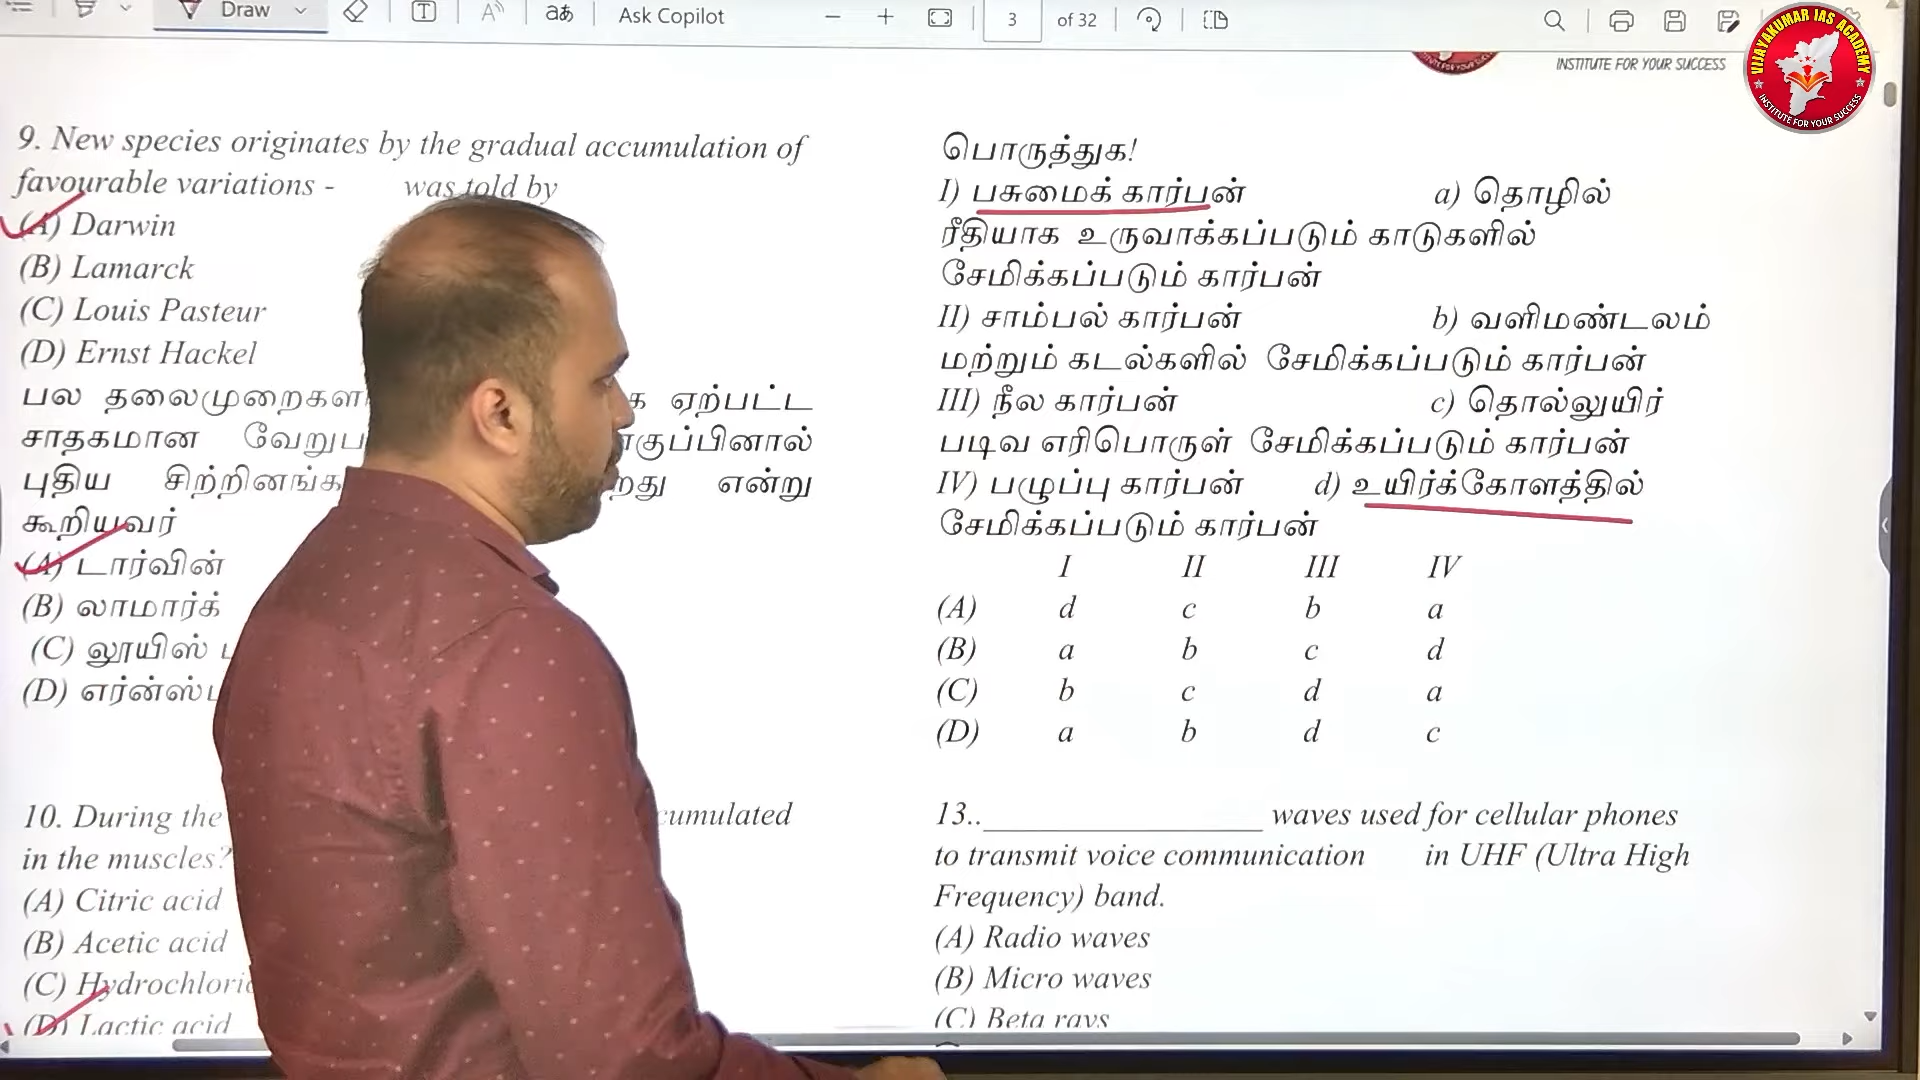 Draw
Ask Copilot
3 of 32
INSTITUTE FOR YOUR SUCCESS
VIJAYAKUMAR IAS ACADEMY
INSTITUTE FOR YOUR SUCCESS
9. New species originates by the gradual accumulation of
favourable variations - was told by
(A) Darwin
(B) Lamarck
(C) Louis Pasteur
(D) Ernst Hackel
பல ஏற்பட்ட
சாதகமான
புதிய என்று
கூறியவர்
(A) டார்வின்
(B) லாமார்க்
(C) லூயிஸ்
(D)
10. During the
in the muscles?
(A) Citric acid
(B) Acetic acid
(C)
(D) Lactic acid
பொருத்துக!
I) பசுமைக் கார்பன் a) தொழில்
ரீதியாக உருவாக்கப்படும் காடுகளில்
சேமிக்கப்படும் கார்பன்
II) சாம்பல் கார்பன் b) வளிமண்டலம்
மற்றும் கடல்களில் சேமிக்கப்படும் கார்பன்
III) நீல கார்பன் c) தொல்லுயிர்
படிவ எரிபொருள் சேமிக்கப்படும் கார்பன்
IV) பழுப்பு கார்பன் d) உயிர்க்கோளத்தில்
சேமிக்கப்படும் கார்பன்
I II III IV
(A) d c b a
(B) a b c d
(C) b c d a
(D) a b d c
13..________________ waves used for cellular phones
to transmit voice communication in UHF (Ultra High
Frequency) band.
(A) Radio waves
(B) Micro waves
(C) Beta rays